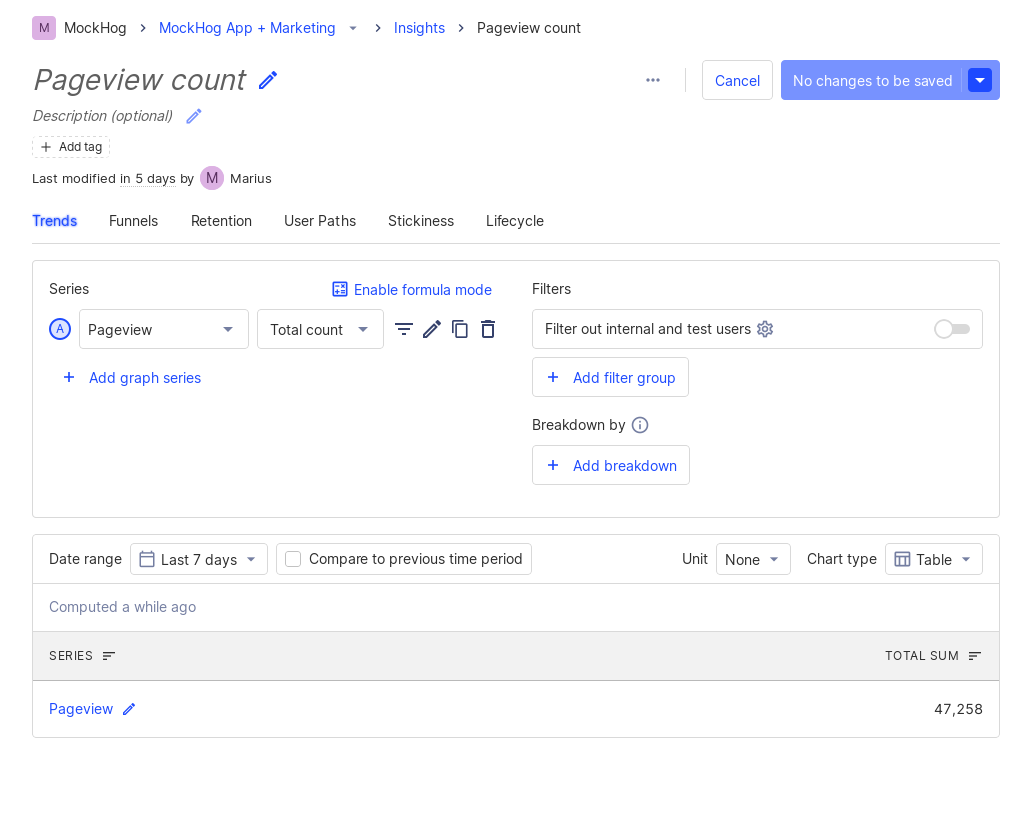 M MockHog MockHog App + Marketing Insights Pageview count
Pageview count
Cancel No changes to be saved
Description (optional)
Add tag
Last modified in 5 days by M Marius
Trends Funnels Retention User Paths Stickiness Lifecycle
Series Enable formula mode
A Pageview Total count
Add graph series
Filters
Filter out internal and test users
Add filter group
Breakdown by
Add breakdown
Date range Last 7 days Compare to previous time period Unit None Chart type Table
Computed a while ago
SERIES TOTAL SUM
Pageview 47,258